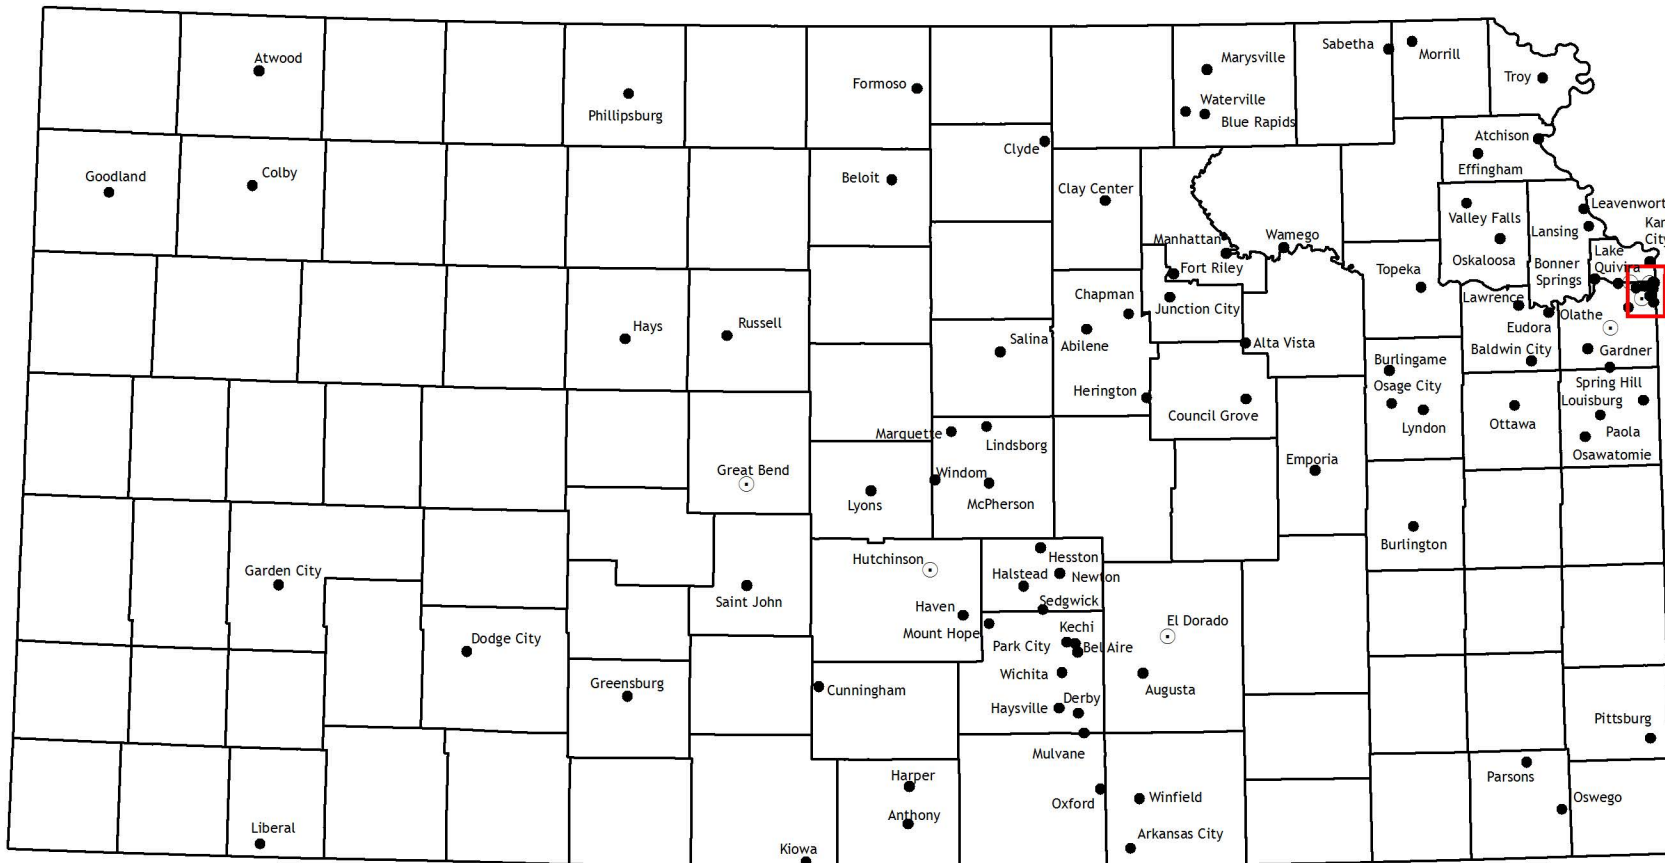 Sabetha
Morrill
Atwood
Marysville
Troy
Formoso
Phillipsburg
Waterville
Blue Rapids
Atchison
Clyde
Effingham
Goodland
Colby
Beloit
Clay Center
Leavenwort
Valley Falls
Kan
City
Lansing
Manhattan
Wamego
Lake
Quivira
Oskaloosa
Bonner
Springs
Fort Riley
Topeka
Chapman
Lawrence
Junction City
Olathe
Hays
Russell
Eudora
Salina
Abilene
Alta Vista
Baldwin City
Gardner
Burlingame
Osage City
Spring Hill
Herington
Louisburg
Council Grove
Lyndon
Ottawa
Paola
Marquette
Lindsborg
Osawatomie
Emporia
Great Bend
Windom
Lyons
McPherson
Burlington
Hutchinson
Hesston
Garden City
Halstead
Newton
Saint John
Sedgwick
Haven
Mount Hope
El Dorado
Kechi
Dodge City
Park City
Bel Aire
Wichita
Greensburg
Cunningham
Augusta
Derby
Haysville
Pittsburg
Mulvane
Harper
Parsons
Oxford
Winfield
Oswego
Anthony
Liberal
Arkansas City
Kiowa